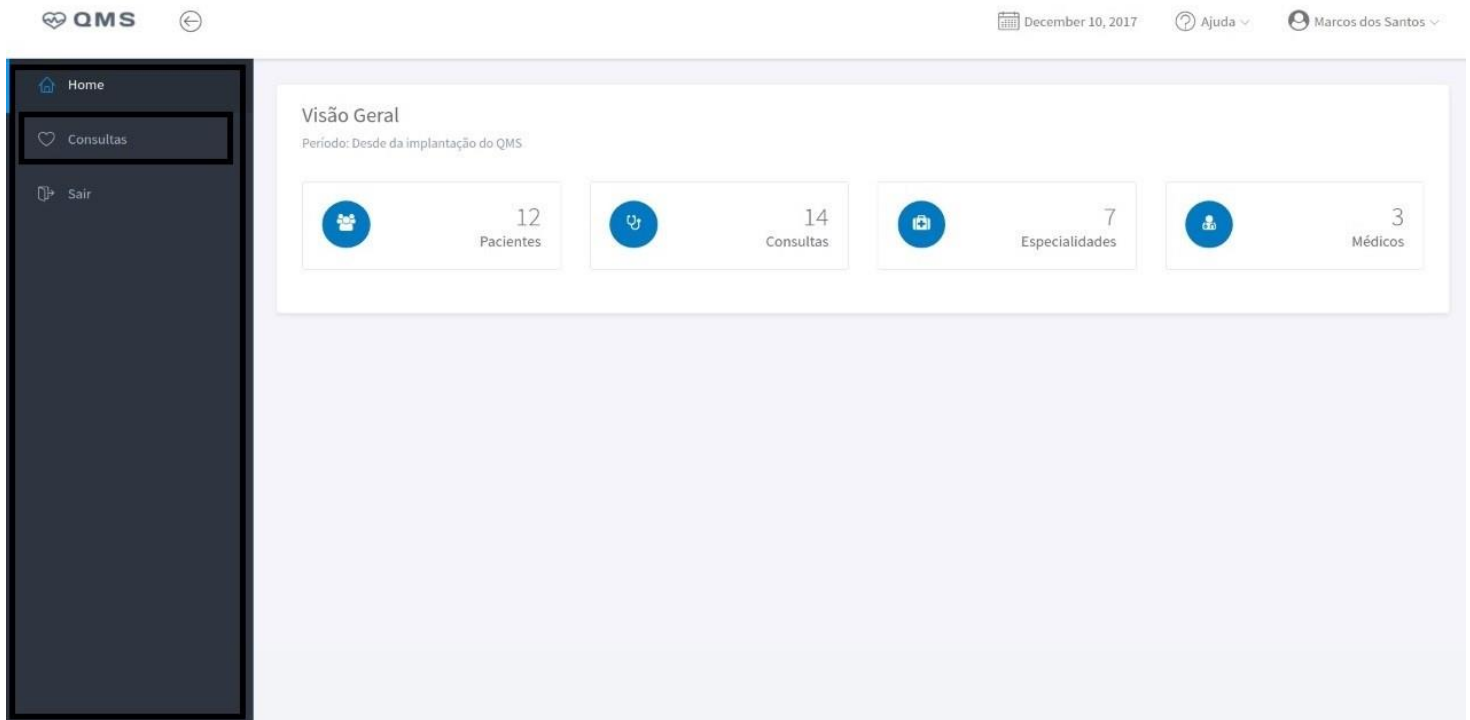 QMS
December 10, 2017
Ajuda
Marcos dos Santos
Home
Consultas
Sair
Visão Geral
Período: Desde da implantação do QMS
12
Pacientes
14
Consultas
7
Especialidades
3
Médicos